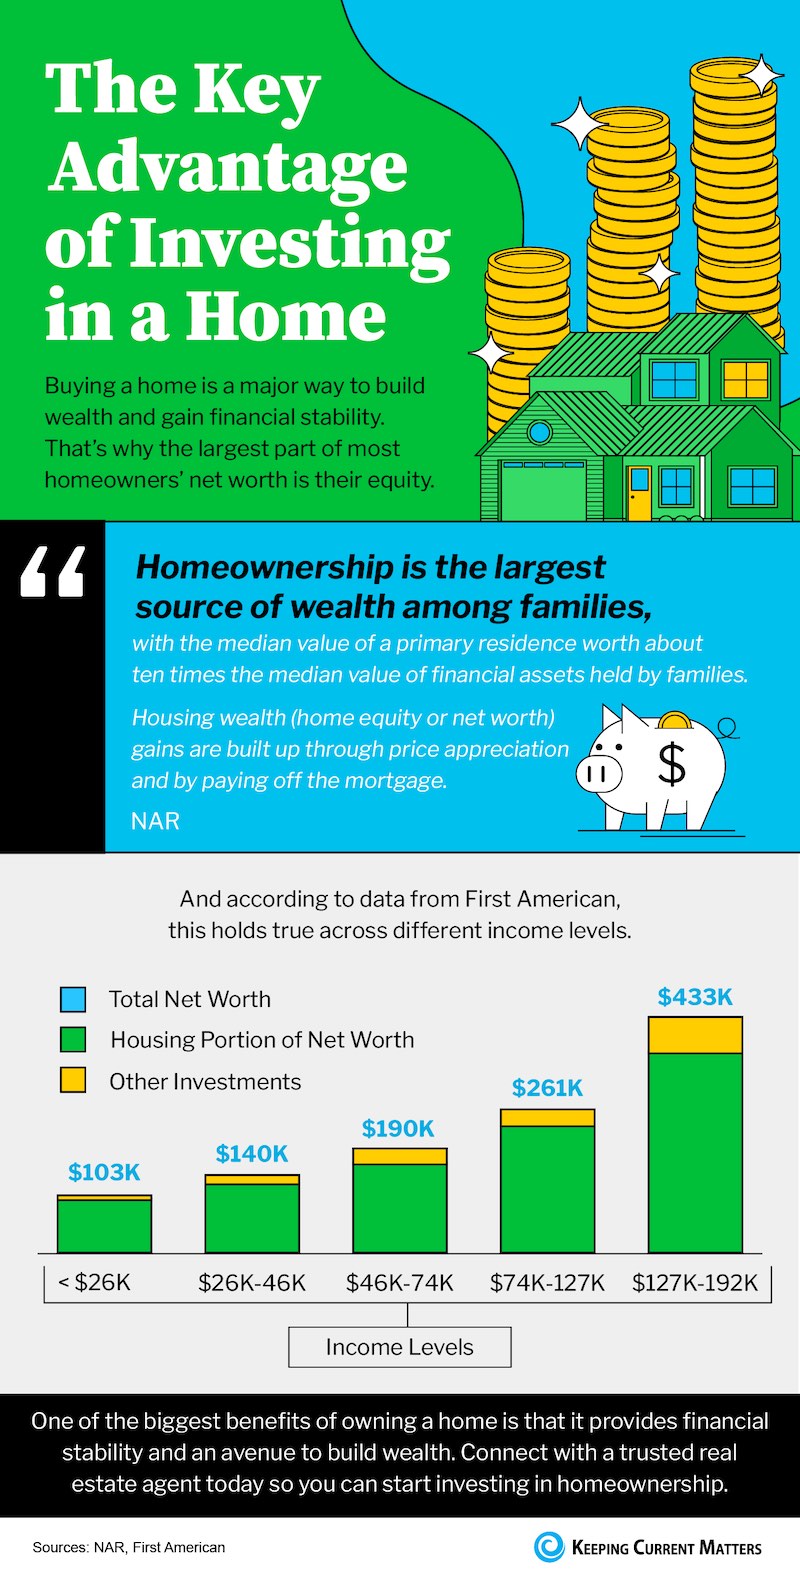 The Key
Advantage
of Investing
in a Home
Buying a home is a major way to build
wealth and gain financial stability.
That's why the largest part of most
homeowners' net worth is their equity.
“
Homeownership is the largest
source of wealth among families,
with the median value of a primary residence worth about
ten times the median value of financial assets held by families.
Housing wealth (home equity or net worth)
gains are built up through price appreciation
and by paying off the mortgage.
$
NAR
And according to data from First American,
this holds true across different income levels.
Total Net Worth
Housing Portion of Net Worth
Other Investments
$103K
$140K
$190K
$261K
$433K
< $26K
$26K-46K
$46K-74K
$74K-127K
$127K-192K
Income Levels
One of the biggest benefits of owning a home is that it provides financial
stability and an avenue to build wealth. Connect with a trusted real
estate agent today so you can start investing in homeownership.
Sources: NAR, First American
KEEPING CURRENT MATTERS